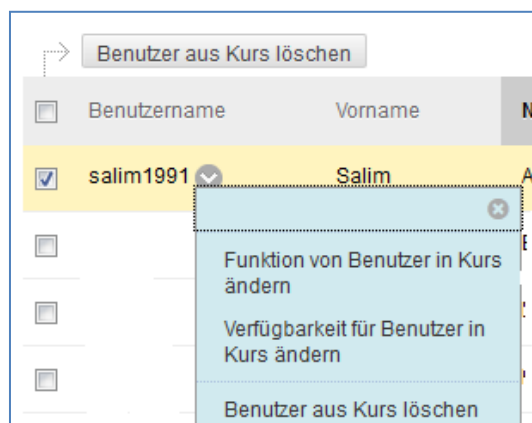 Benutzer aus Kurs löschen
Benutzername Vorname N
salim1991 Salim A
Funktion von Benutzer in Kurs
ändern
Verfügbarkeit für Benutzer in
Kurs ändern
Benutzer aus Kurs löschen